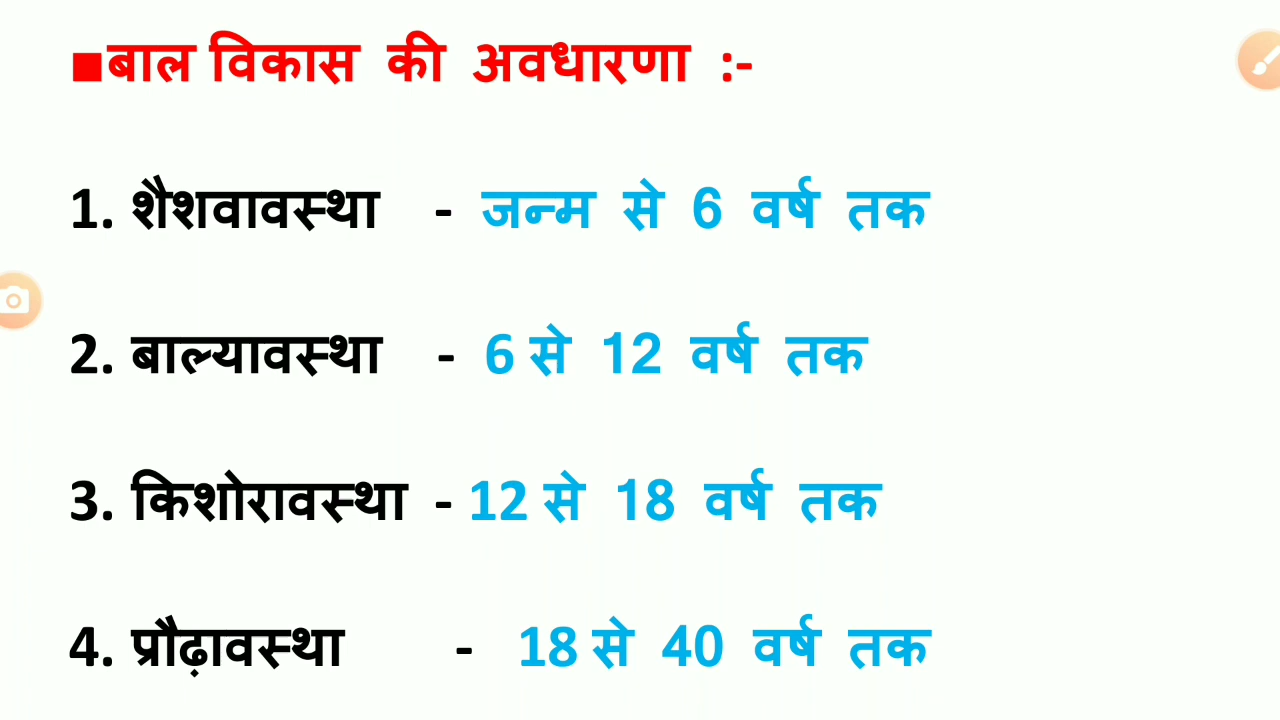 ■बाल विकास की अवधारणा :-
1. शैशवावस्था - जन्म से 6 वर्ष तक
2. बाल्यावस्था - 6 से 12 वर्ष तक
3. किशोरावस्था - 12 से 18 वर्ष तक
4. प्रौढ़ावस्था - 18 से 40 वर्ष तक